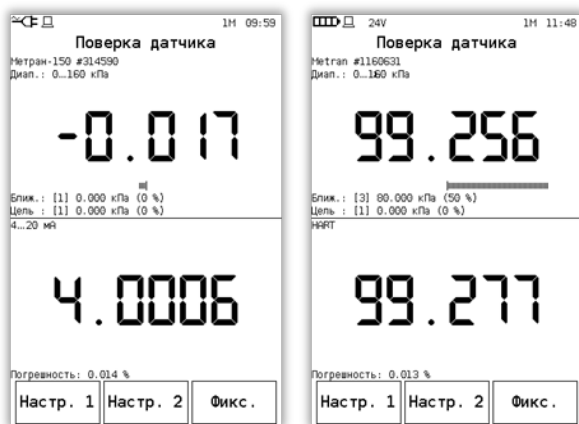 1М 09:59
Поверка датчика
Метран-150 #314590
Диап.: 0...160 кПа
-0.017
Ближ.: [1] 0.000 кПа (0 %)
Цель : [1] 0.000 кПа (0 %)
4...20 мА
4.0006
Погрешность: 0.014 %
Настр. 1 Настр. 2 Фикс.
24V 1М 11:48
Поверка датчика
Metran #1160631
Диап.: 0...160 кПа
99.256
Ближ.: [3] 80.000 кПа (50 %)
Цель : [1] 0.000 кПа (0 %)
HART
99.277
Погрешность: 0.013 %
Настр. 1 Настр. 2 Фикс.